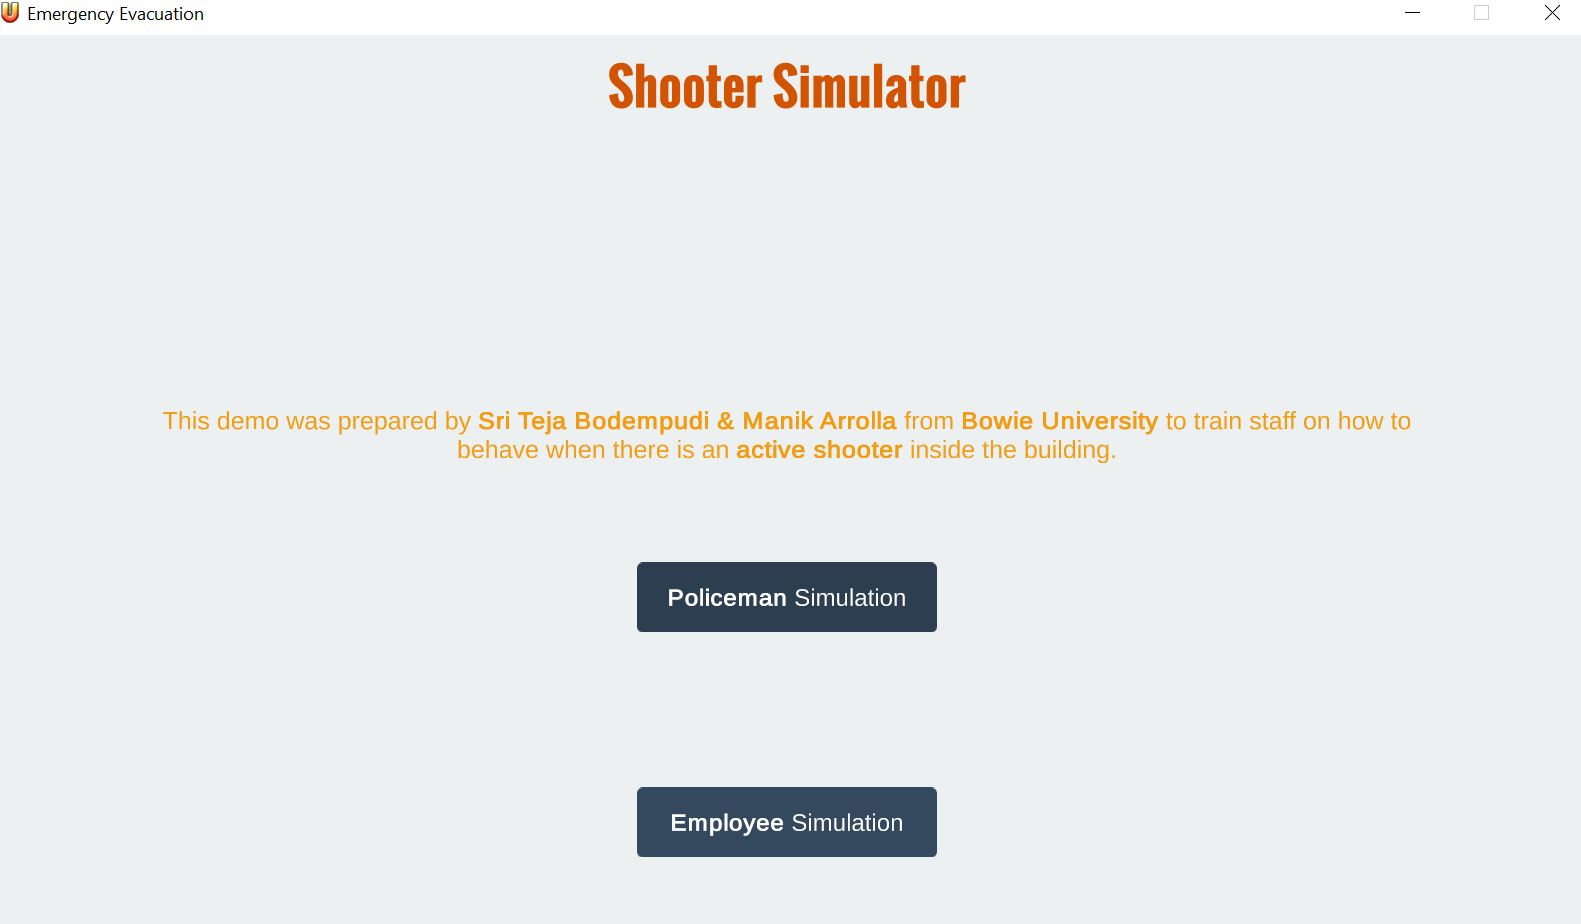 Emergency Evacuation
Shooter Simulator
This demo was prepared by Sri Teja Bodempudi & Manik Arrolla from Bowie University to train staff on how to
behave when there is an active shooter inside the building.
Policeman Simulation
Employee Simulation